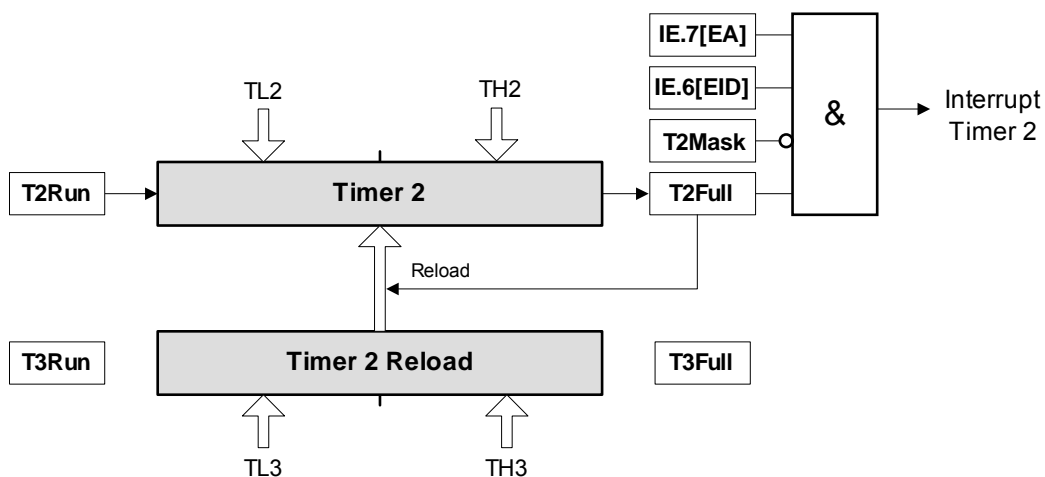 IE.7[EA]
TL2
TH2
IE.6[EID]
&
Interrupt
Timer 2
T2Mask
T2Run
Timer 2
T2Full
Reload
T3Run
Timer 2 Reload
T3Full
TL3
TH3